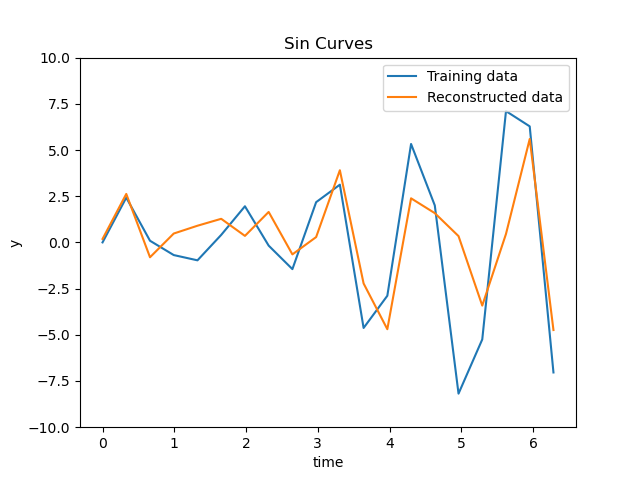 Sin Curves
Training data
Reconstructed data
10.0
7.5
5.0
2.5
0.0
−2.5
−5.0
−7.5
−10.0
y
0 1 2 3 4 5 6
time